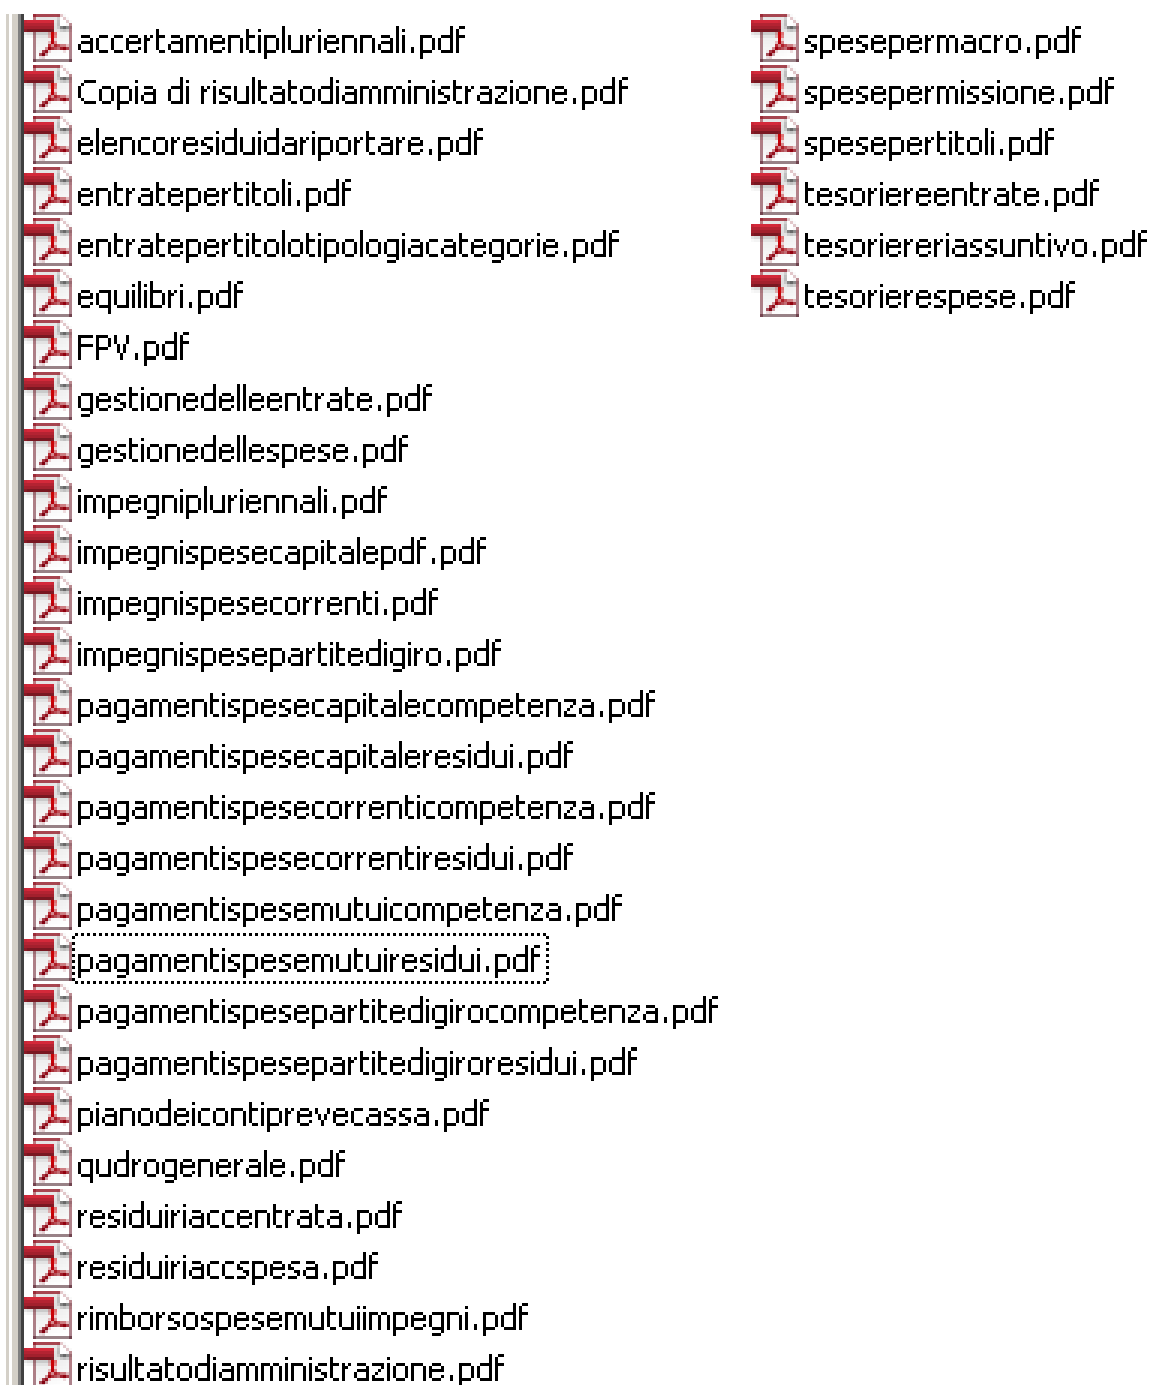 accertamentipluriennali.pdf
Copia di risultatodiamministrazione.pdf
elencoresiduidariportare.pdf
entratepertitoli.pdf
entratepertitolotipologiacategorie.pdf
equilibri.pdf
FPV.pdf
gestionedelleentrate.pdf
gestionedellespese.pdf
impegnipluriennali.pdf
impegnispesecapitalepdf.pdf
impegnispesecorrenti.pdf
impegnispesepartitedigiro.pdf
pagamentispesecapitalecompetenza.pdf
pagamentispesecapitaleresidui.pdf
pagamentispesecorrenticompetenza.pdf
pagamentispesecorrentiresidui.pdf
pagamentispesemutuicompetenza.pdf
pagamentispesemutuiresidui.pdf
pagamentispesepartitedigirocompetenza.pdf
pagamentispesepartitedigiroresidui.pdf
pianodeicontiprevecassa.pdf
qudrogenerale.pdf
residuiriaccentrata.pdf
residuiriaccspesa.pdf
rimborsospesemutuiimpegni.pdf
risultatodiamministrazione.pdf
spesepermacro.pdf
spesepermissione.pdf
spesepertitoli.pdf
tesoriereentrate.pdf
tesoriereriassuntivo.pdf
tesorierespese.pdf